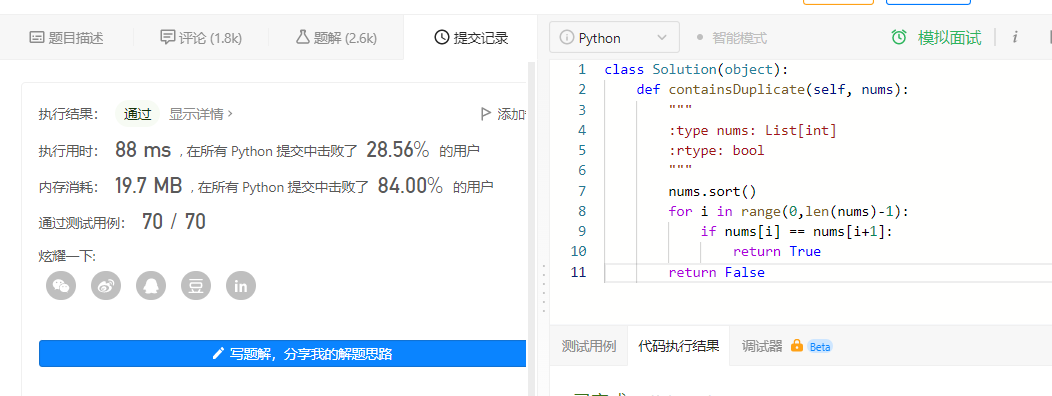 题目描述
评论 (1.8k)
题解 (2.6k)
提交记录
执行结果：
通过
显示详情 ›
添加
执行用时： 88 ms , 在所有 Python 提交中击败了 28.56% 的用户
内存消耗： 19.7 MB , 在所有 Python 提交中击败了 84.00% 的用户
通过测试用例： 70 / 70
炫耀一下:
豆
in
写题解，分享我的解题思路
Python
智能模式
模拟面试
i
1 class Solution(object):
2 def containsDuplicate(self, nums):
3 """
4 :type nums: List[int]
5 :rtype: bool
6 """
7 nums.sort()
8 for i in range(0,len(nums)-1):
9 if nums[i] == nums[i+1]:
10 return True
11 return False
测试用例
代码执行结果
调试器
Beta